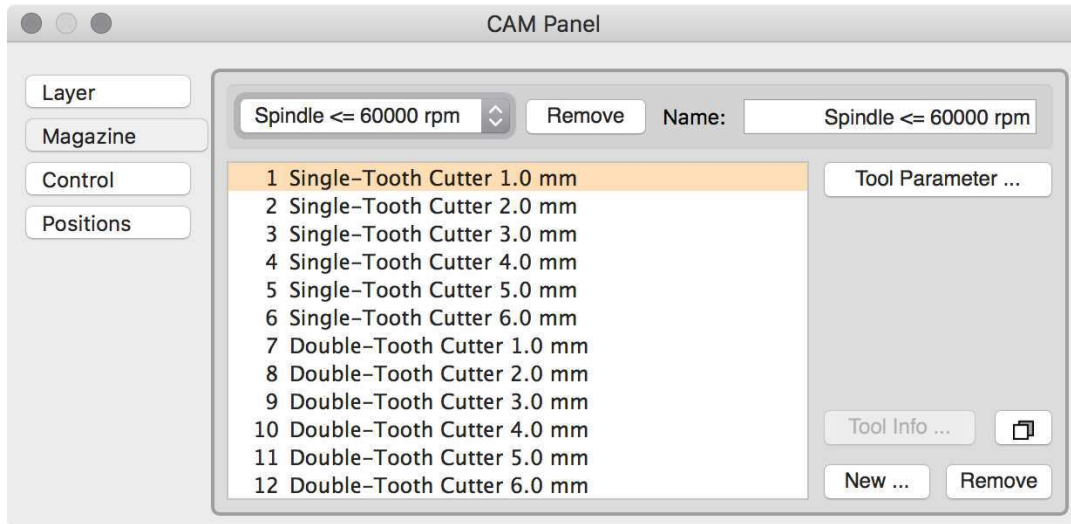 CAM Panel
Layer
Magazine
Control
Positions
Spindle <= 60000 rpm
Remove
Name:
Spindle <= 60000 rpm
1 Single-Tooth Cutter 1.0 mm
2 Single-Tooth Cutter 2.0 mm
3 Single-Tooth Cutter 3.0 mm
4 Single-Tooth Cutter 4.0 mm
5 Single-Tooth Cutter 5.0 mm
6 Single-Tooth Cutter 6.0 mm
7 Double-Tooth Cutter 1.0 mm
8 Double-Tooth Cutter 2.0 mm
9 Double-Tooth Cutter 3.0 mm
10 Double-Tooth Cutter 4.0 mm
11 Double-Tooth Cutter 5.0 mm
12 Double-Tooth Cutter 6.0 mm
Tool Parameter ...
Tool Info ...
New ...
Remove